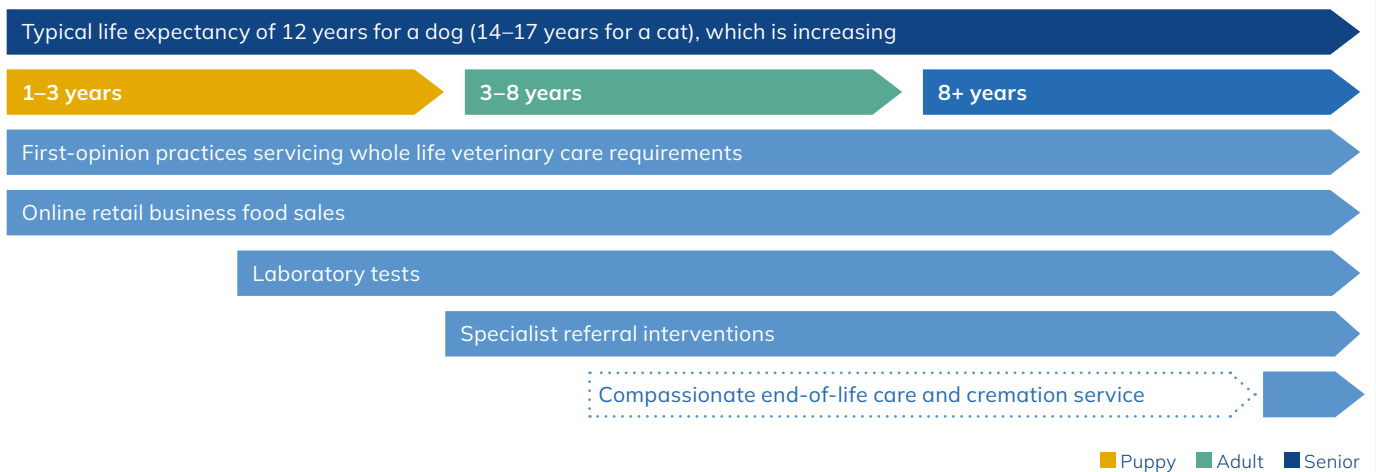 Typical life expectancy of 12 years for a dog (14–17 years for a cat), which is increasing
1–3 years
3–8 years
8+ years
First-opinion practices servicing whole life veterinary care requirements
Online retail business food sales
Laboratory tests
Specialist referral interventions
Compassionate end-of-life care and cremation service
Puppy
Adult
Senior